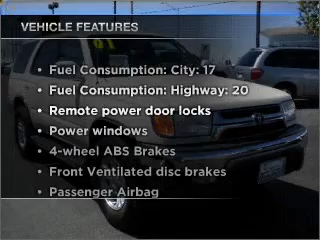 VEHICLE FEATURES
• Fuel Consumption: City: 17
• Fuel Consumption: Highway: 20
• Remote power door locks
• Power windows
• 4-wheel ABS Brakes
• Front Ventilated disc brakes
• Passenger Airbag